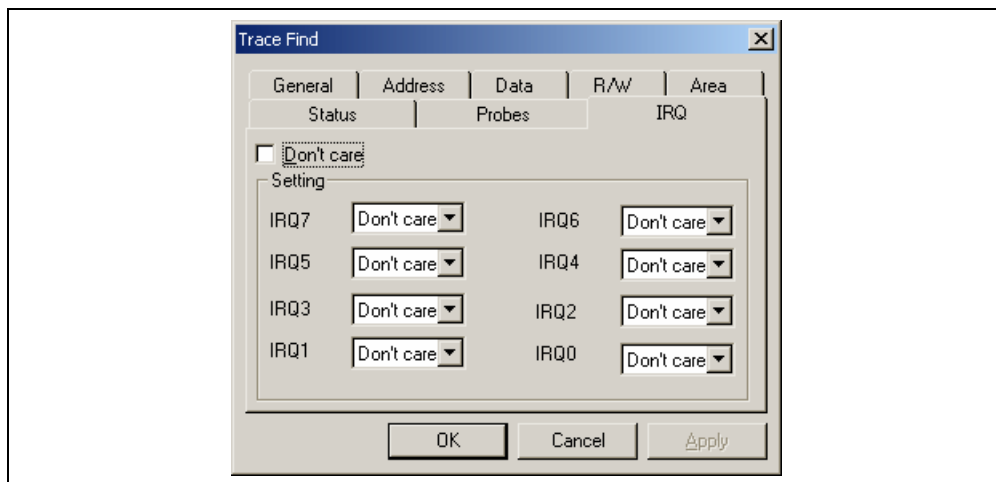 Trace Find
General Address Data R/W Area
Status Probes IRQ
Don't care
Setting
IRQ7 Don't care IRQ6 Don't care
IRQ5 Don't care IRQ4 Don't care
IRQ3 Don't care IRQ2 Don't care
IRQ1 Don't care IRQ0 Don't care
OK Cancel Apply